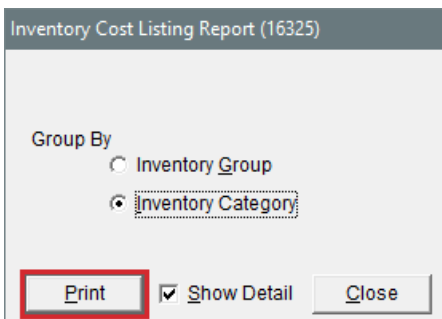 Inventory Cost Listing Report (16325)
Group By
Inventory Group
Inventory Category
Print Show Detail Close